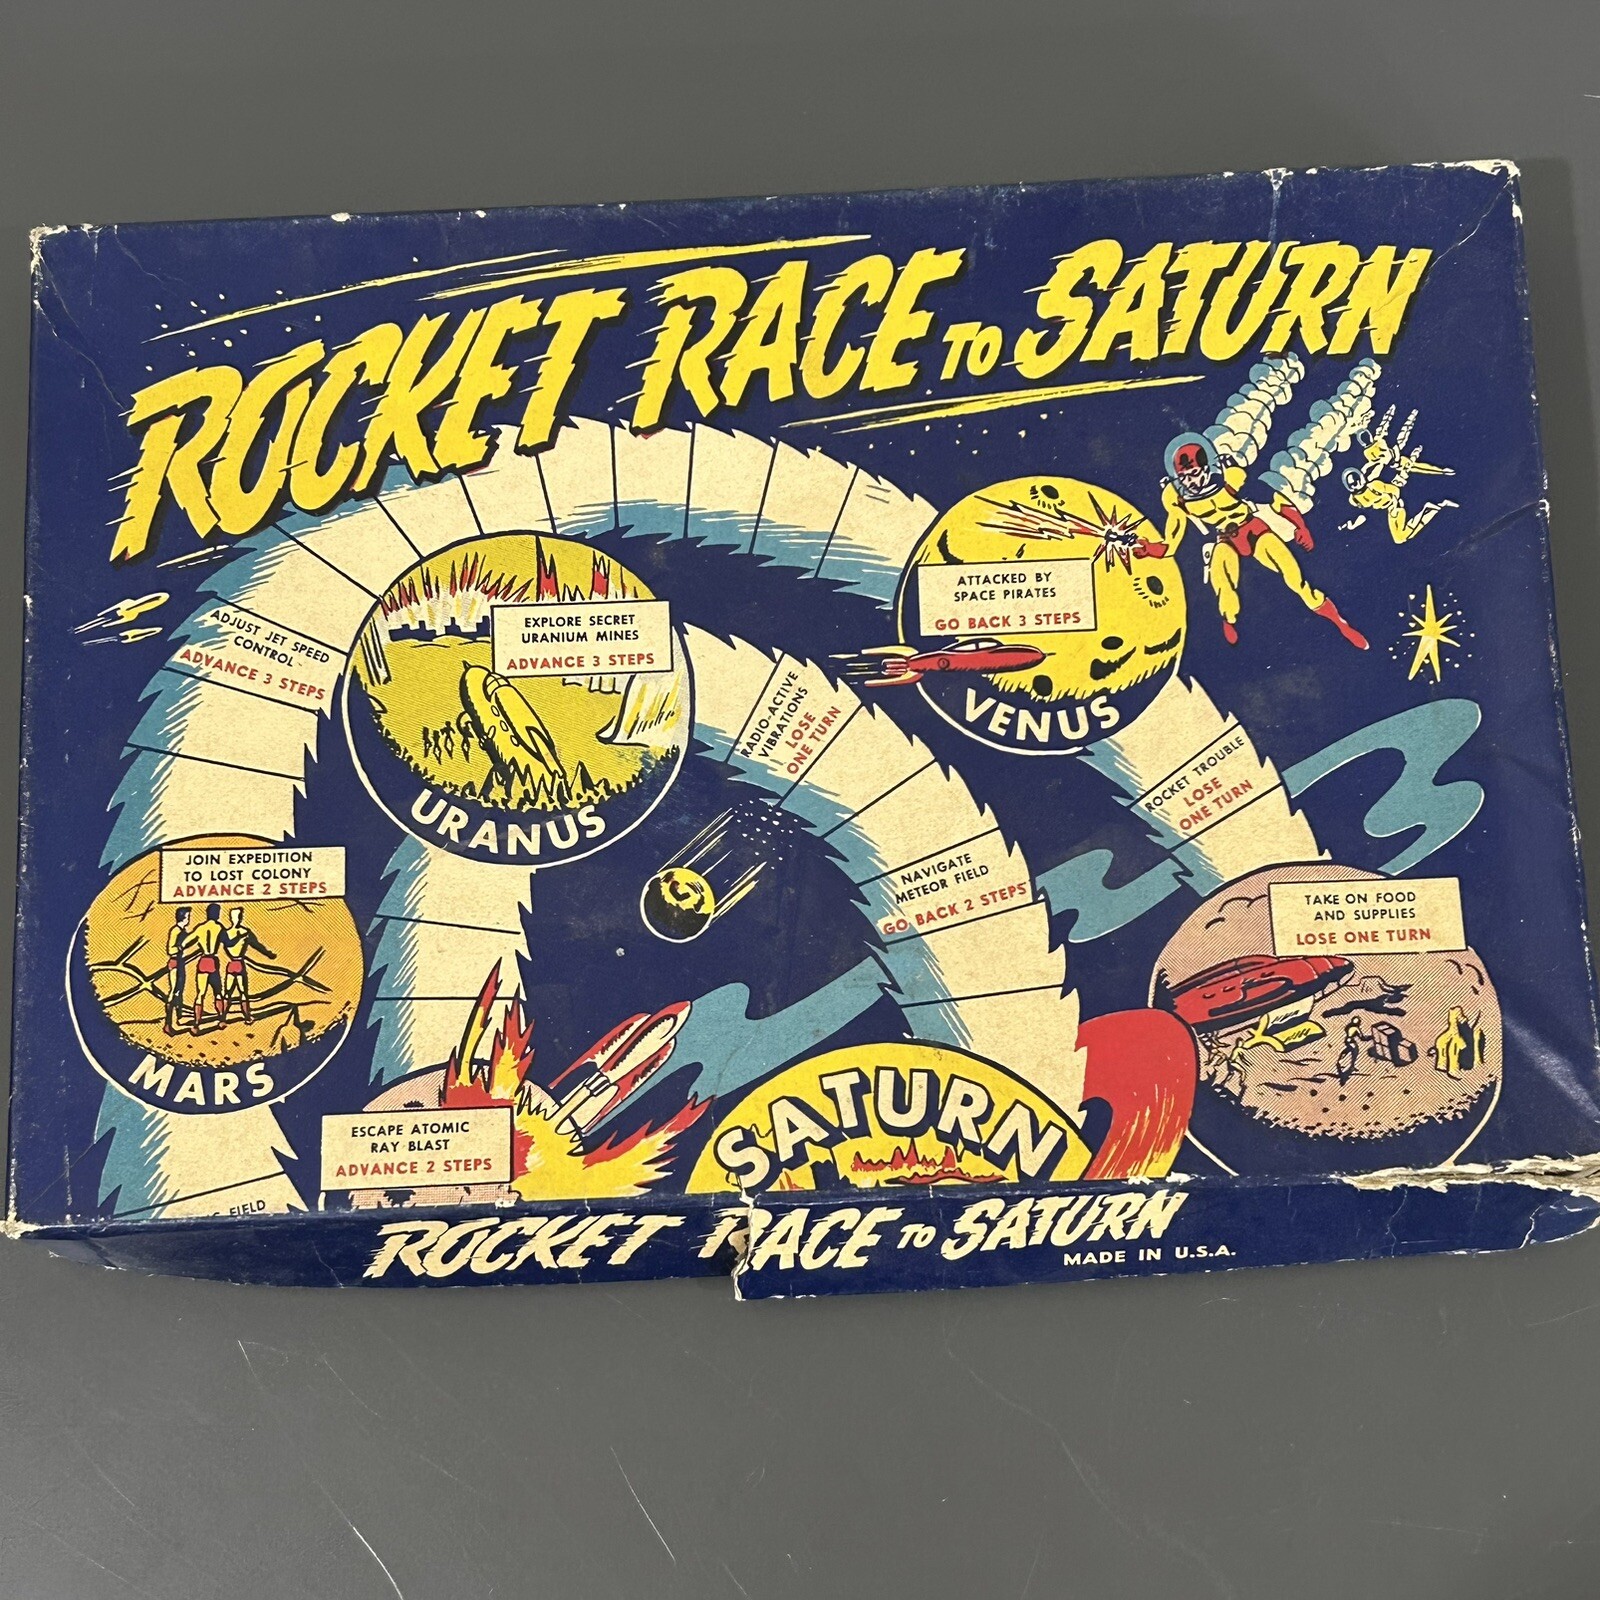 ROCKET RACE TO SATURN
ATTACKED BY
SPACE PIRATES
GO BACK 3 STEPS
VENUS
EXPLORE SECRET
URANIUM MINES
ADVANCE 3 STEPS
URANUS
ADJUST JET SPEED
CONTROL
ADVANCE 3 STEPS
RADIO-ACTIVE
VIBRATIONS
LOSE
ONE TURN
ROCKET TROUBLE
LOSE
ONE TURN
JOIN EXPEDITION
TO LOST COLONY
ADVANCE 2 STEPS
MARS
NAVIGATE
METEOR FIELD
GO BACK 2 STEPS
TAKE ON FOOD
AND SUPPLIES
LOSE ONE TURN
ESCAPE ATOMIC
RAY BLAST
ADVANCE 2 STEPS
SATURN
FIELD
ROCKET RACE TO SATURN
MADE IN U.S.A.